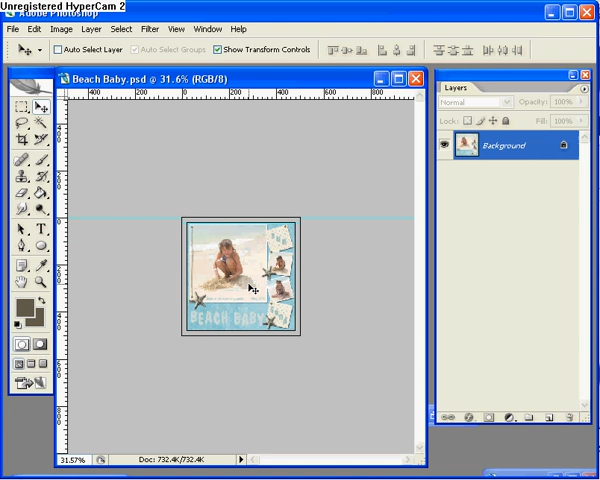 Unregistered HyperCam 2
Adobe Photoshop
File Edit Image Layer Select Filter View Window Help
Auto Select Layer Auto Select Groups Show Transform Controls
Beach Baby.psd @ 31.6% (RGB/8)
400 200 0 200 400 600 800
Layers
Normal Opacity: 100%
Lock: Fill: 100%
Background
BEACH BABY
31.57% Doc: 732.4K/732.4K